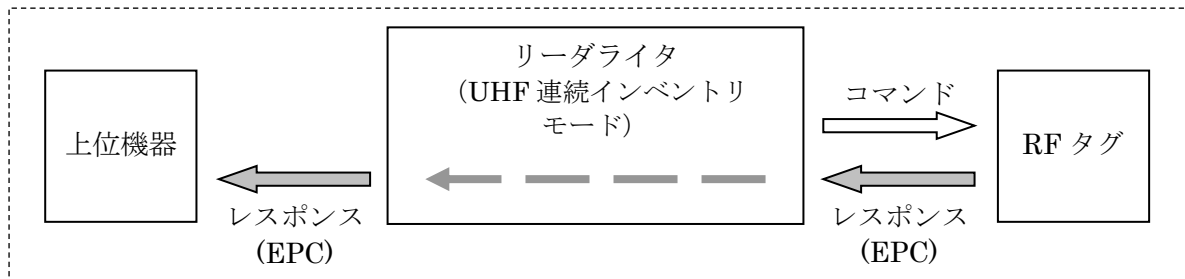 上位機器
レスポンス
(EPC)
リーダライタ
（UHF 連続インベントリ
モード）
コマンド
レスポンス
(EPC)
RF タグ